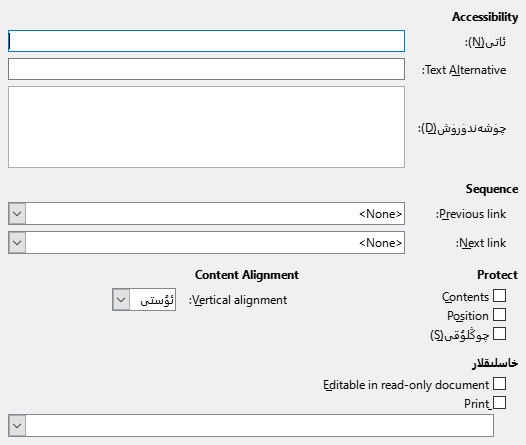 Accessibility
ئاتى(N):
Text Alternative:
چۈشەندۈرۈش(D):
Sequence
Previous link:
<None>
Next link:
<None>
Protect
Content Alignment
Contents
Vertical alignment:
ئۈستى
Position
چوڭلۇقى(S)
خاسلىقلار
Editable in read-only document
Print